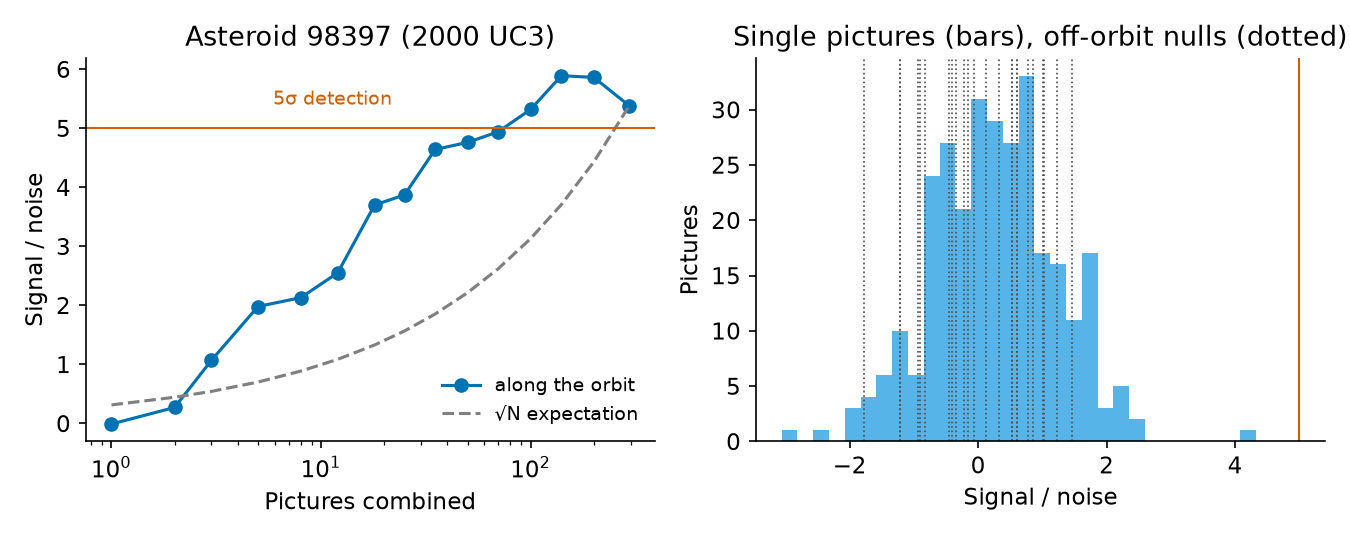 Asteroid 98397 (2000 UC3)
6
5
4
3
2
1
0
Signal / noise
5σ detection
along the orbit
√N expectation
10⁰
10¹
10²
Pictures combined
Single pictures (bars), off-orbit nulls (dotted)
30
25
20
15
10
5
0
Pictures
−2
0
2
4
Signal / noise